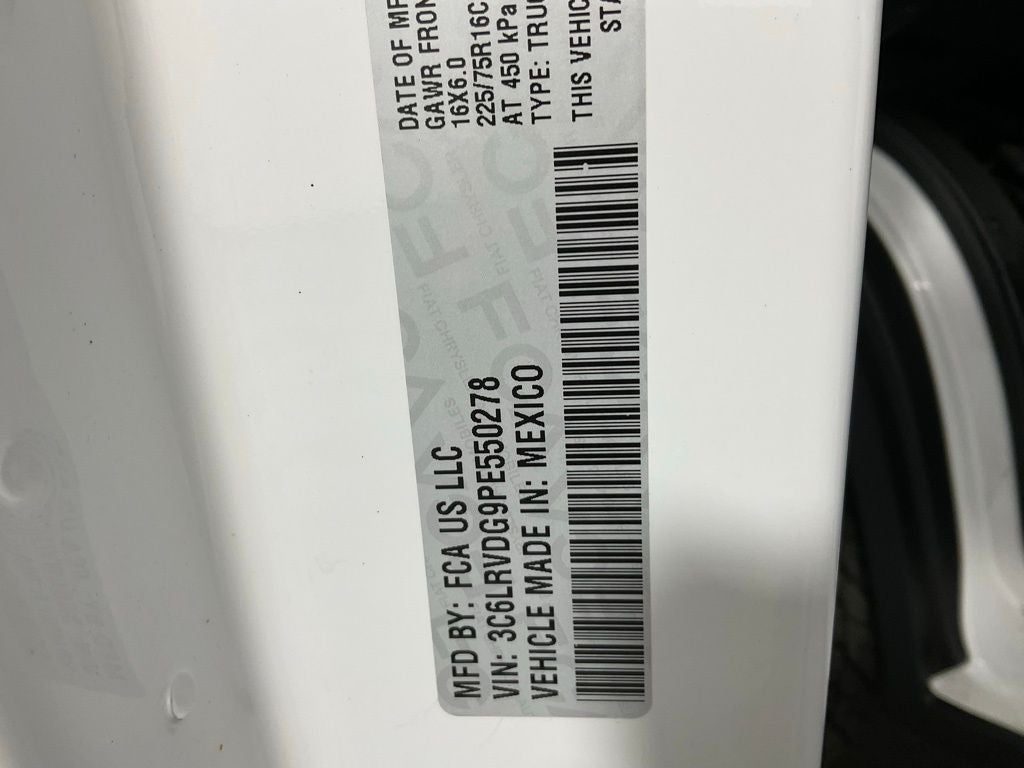 MFD BY: FCA US LLC
VIN: 3C6LRVDG9PE550278
VEHICLE MADE IN: MEXICO
DATE OF MF
GAWR FRON
16X6.0
225/75R16C
AT 450 kPa
TYPE: TRUC
THIS VEHIC
STA